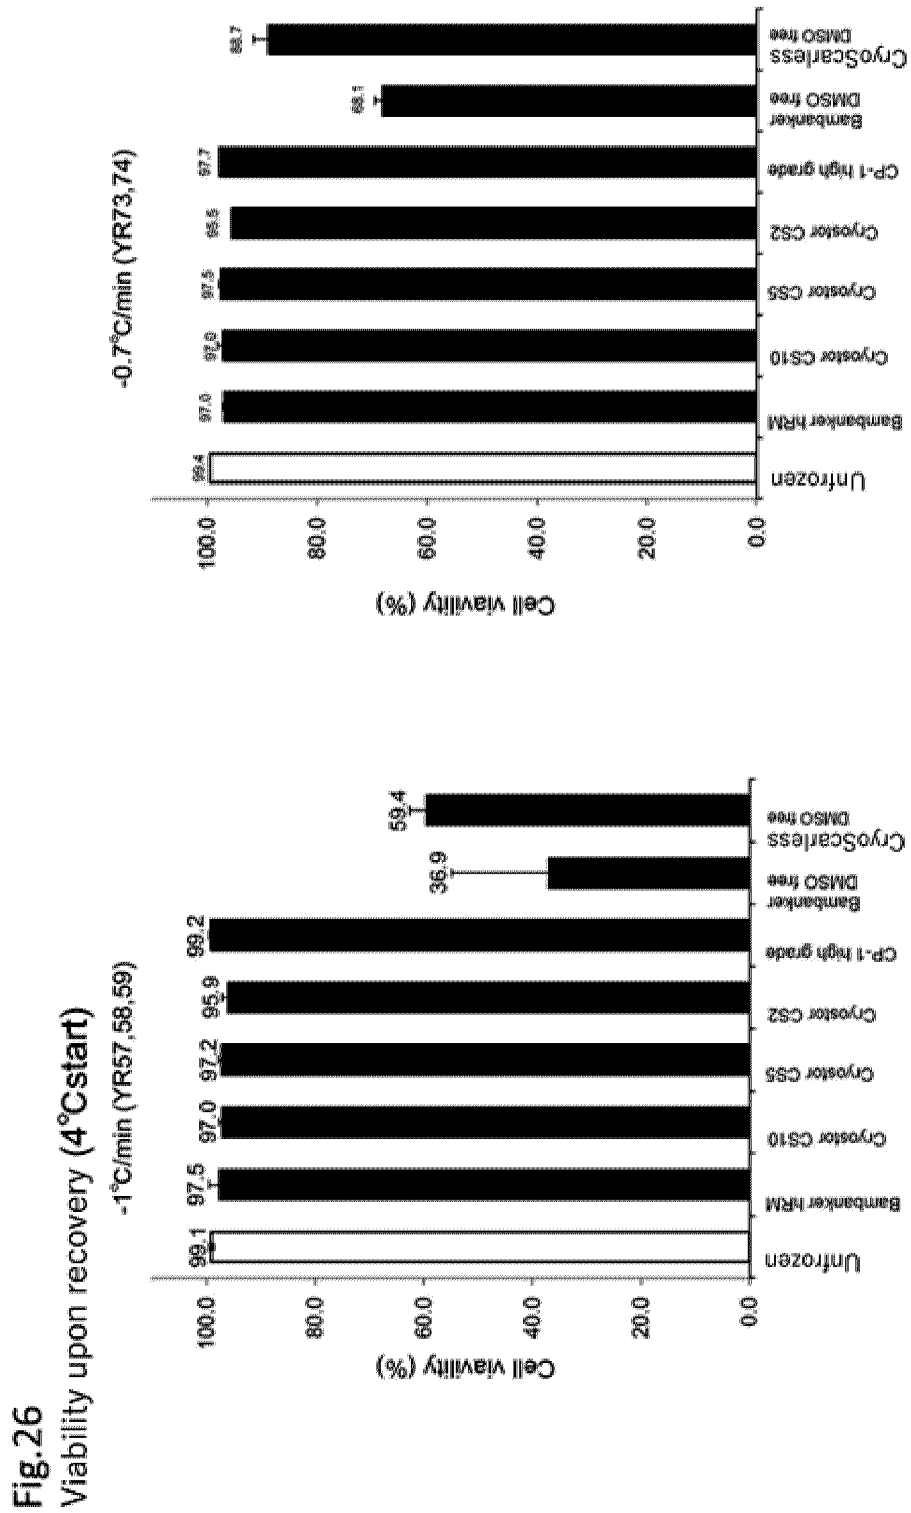 Fig.26
Viability upon recovery (4℃start)
-1℃/min (YR57,58,59)
Cell viavility (%)
100.0
80.0
60.0
40.0
20.0
0.0
99.1
97.5
97.0
97.2
95.9
99.2
36.9
59.4
Unfrozen
Bambanker hRM
Cryostor CS10
Cryostor CS5
Cryostor CS2
CP-1 high grade
Bambanker
DMSO free
CryoScarless
DMSO free
-0.7℃/min (YR73,74)
Cell viavility (%)
100.0
80.0
60.0
40.0
20.0
0.0
99.4
97.0
97.0
97.5
95.5
97.7
68.1
88.7
Unfrozen
Bambanker hRM
Cryostor CS10
Cryostor CS5
Cryostor CS2
CP-1 high grade
Bambanker
DMSO free
CryoScarless
DMSO free